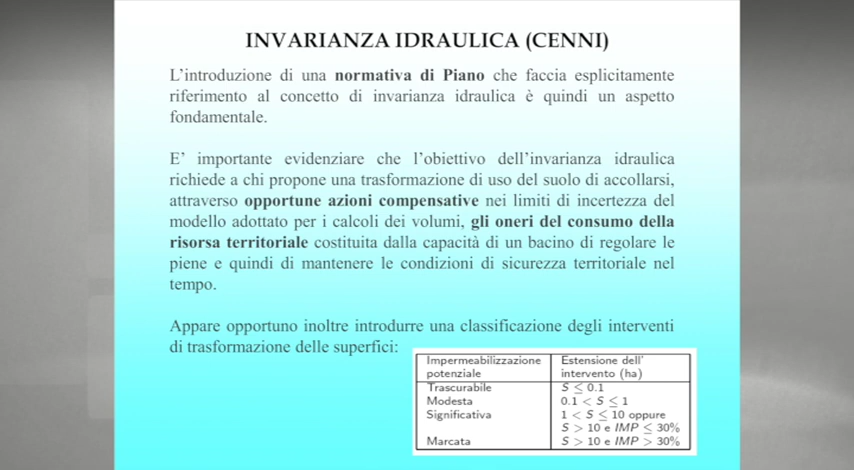 INVARIANZA IDRAULICA (CENNI)
L'introduzione di una normativa di Piano che faccia esplicitamente
riferimento al concetto di invarianza idraulica è quindi un aspetto
fondamentale.
E' importante evidenziare che l'obiettivo dell'invarianza idraulica
richiede a chi propone una trasformazione di uso del suolo di accollarsi,
attraverso opportune azioni compensative nei limiti di incertezza del
modello adottato per i calcoli dei volumi, gli oneri del consumo della
risorsa territoriale costituita dalla capacità di un bacino di regolare le
piene e quindi di mantenere le condizioni di sicurezza territoriale nel
tempo.
Appare opportuno inoltre introdurre una classificazione degli interventi
di trasformazione delle superfici:
Impermeabilizzazione Estensione dell'
potenziale intervento (ha)
Trascurabile S ≤ 0.1
Modesta 0.1 < S ≤ 1
Significativa 1 < S ≤ 10 oppure
S > 10 e IMP ≤ 30%
Marcata S > 10 e IMP > 30%